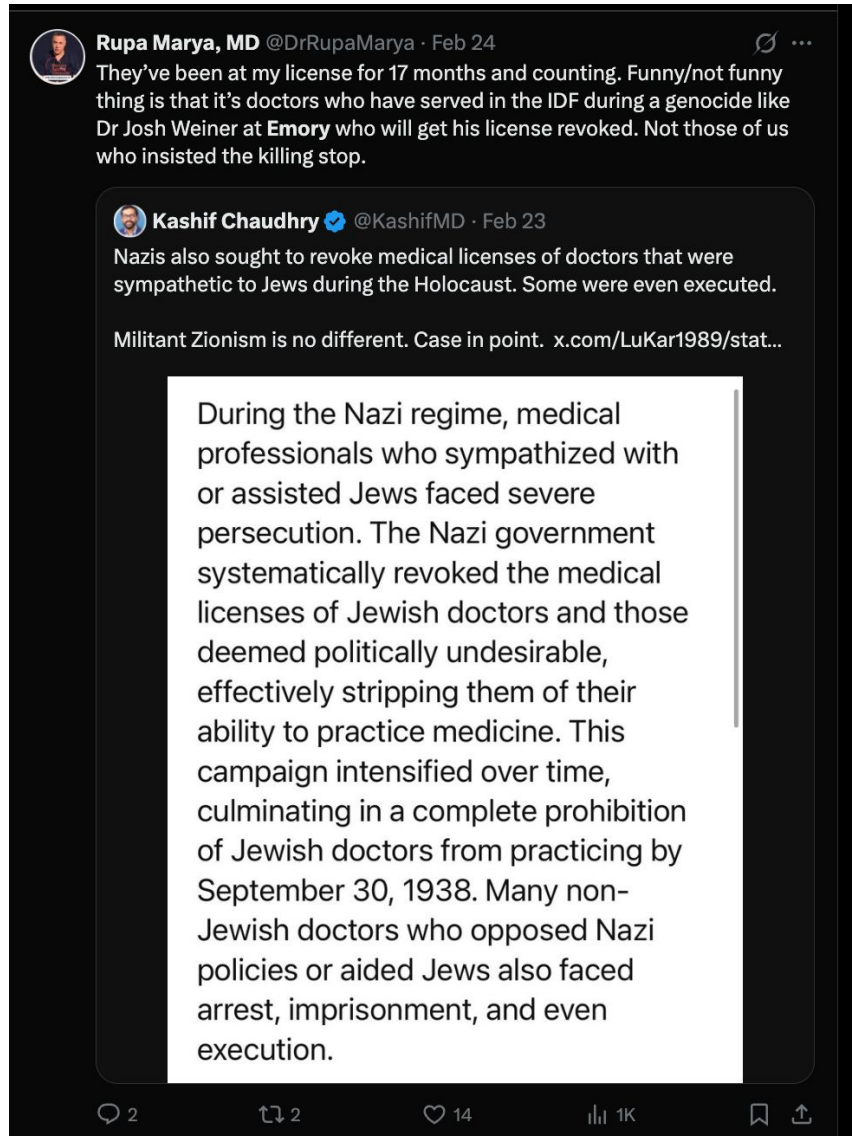 Rupa Marya, MD @DrRupaMarya · Feb 24
They've been at my license for 17 months and counting. Funny/not funny
thing is that it's doctors who have served in the IDF during a genocide like
Dr Josh Weiner at Emory who will get his license revoked. Not those of us
who insisted the killing stop.
Kashif Chaudhry @KashifMD · Feb 23
Nazis also sought to revoke medical licenses of doctors that were
sympathetic to Jews during the Holocaust. Some were even executed.
Militant Zionism is no different. Case in point. x.com/LuKar1989/stat...
During the Nazi regime, medical
professionals who sympathized with
or assisted Jews faced severe
persecution. The Nazi government
systematically revoked the medical
licenses of Jewish doctors and those
deemed politically undesirable,
effectively stripping them of their
ability to practice medicine. This
campaign intensified over time,
culminating in a complete prohibition
of Jewish doctors from practicing by
September 30, 1938. Many non-
Jewish doctors who opposed Nazi
policies or aided Jews also faced
arrest, imprisonment, and even
execution.
2 2 14 1K